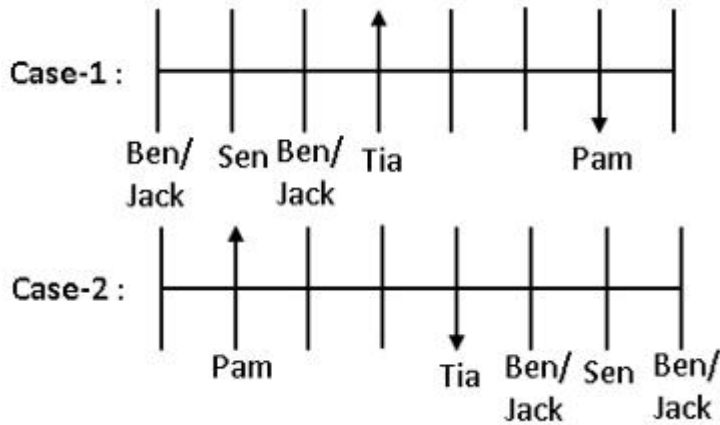 Case-1 :
Ben/ Sen Ben/ Tia Pam
Jack Jack
Case-2 :
Pam Tia Ben/ Sen Ben/
Jack Jack